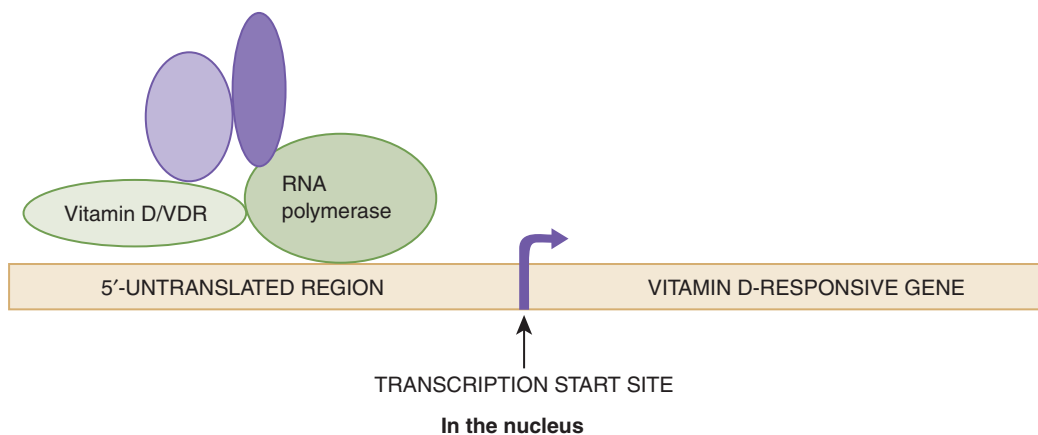 RNA
polymerase
Vitamin D/VDR
5′-UNTRANSLATED REGION
VITAMIN D-RESPONSIVE GENE
TRANSCRIPTION START SITE
In the nucleus